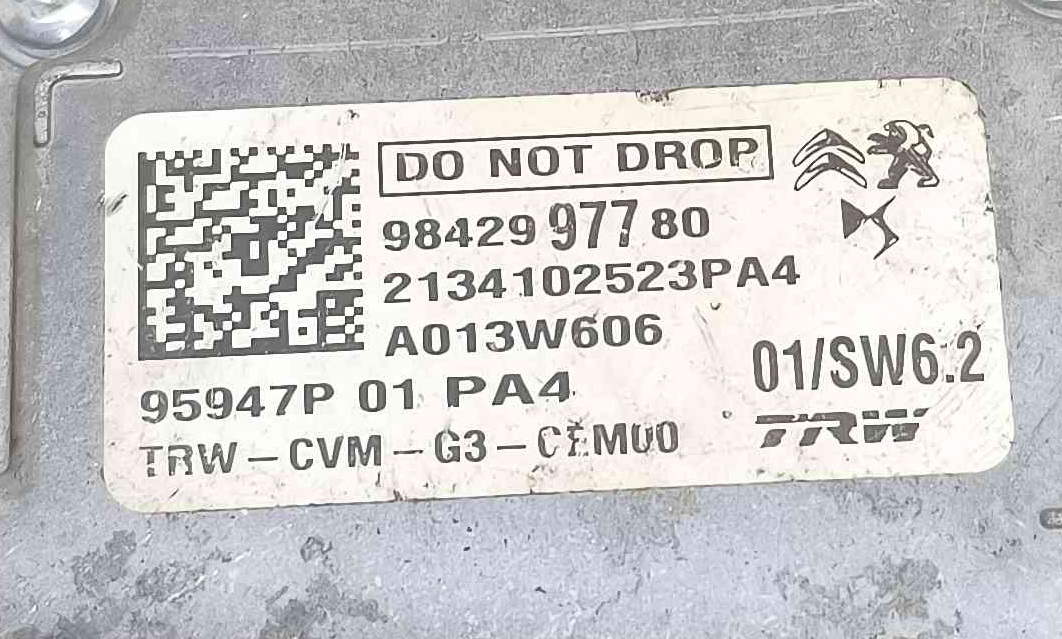 DO NOT DROP
98429 977 80
2134102523PA4
A013W606
01/SW6.2
95947P 01 PA4
TRW-CVM-G3-CEM00
TRW